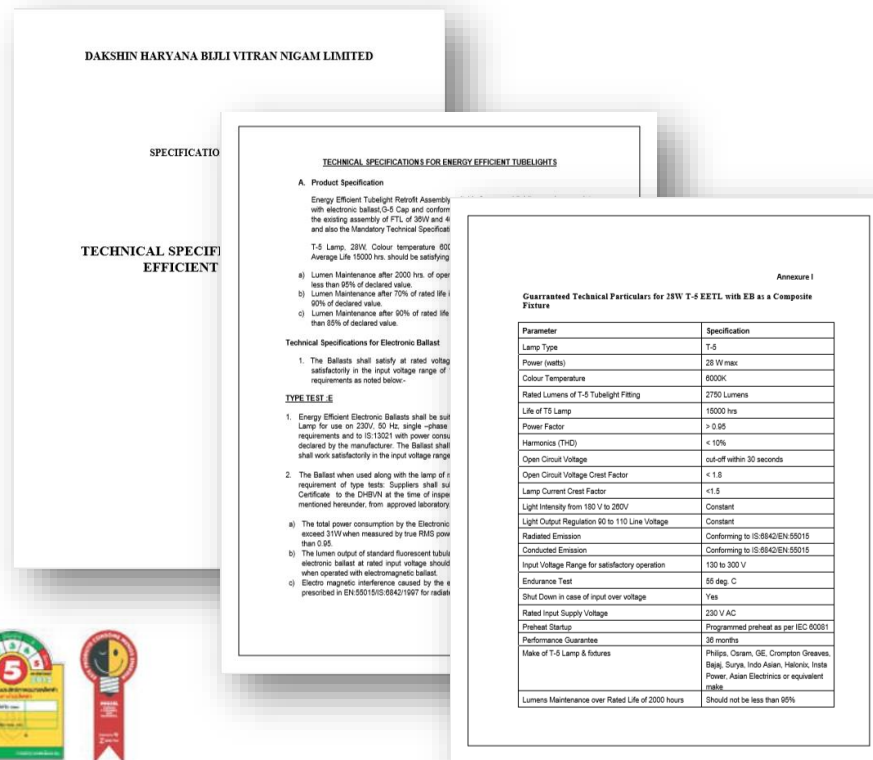 DAKSHIN HARYANA BIJLI VITRAN NIGAM LIMITED
SPECIFICATIO
TECHNICAL SPECIF
EFFICIENT
TECHNICAL SPECIFICATIONS FOR ENERGY EFFICIENT TUBELIGHTS
A. Product Specification
Energy Efficient Tubelight Retrofit Assembly
with electronic ballast,G-5 Cap and conform
the existing assembly of FTL of 36W and 4
and also the Mandatory Technical Specificati
T-5 Lamp, 28W, Colour temperature 600
Average Life 15000 hrs. should be satisfying
a) Lumen Maintenance after 2000 hrs. of oper
less than 95% of declared value.
b) Lumen Maintenance after 70% of rated life i
90% of declared value.
c) Lumen Maintenance after 90% of rated life
than 85% of declared value.
Technical Specifications for Electronic Ballast
1. The Ballasts shall satisfy at rated voltag
satisfactorily in the input voltage range of
requirements as noted below:-
TYPE TEST :E
1. Energy Efficient Electronic Ballasts shall be suit
Lamp for use on 230V, 50 Hz, single –phase
requirements and to IS:13021 with power consu
declared by the manufacturer. The Ballast shall
shall work satisfactorily in the input voltage range
2. The Ballast when used along with the lamp of r
requirement of type tests: Suppliers shall su
Certificate to the DHBVN at the time of inspe
mentioned hereunder, from approved laboratory
a) The total power consumption by the Electronic
exceed 31W when measured by true RMS pow
than 0.95.
b) The lumen output of standard fluorescent tubula
electronic ballast at rated input voltage should
when operated with electromagnetic ballast.
c) Electro magnetic interference caused by the e
prescribed in EN:55015/IS:6842/1997 for radiat
Annexure I
Guarranteed Technical Particulars for 28W T-5 EETL with EB as a Composite
Fixture
Parameter Specification
Lamp Type T-5
Power (watts) 28 W max
Colour Temperature 6000K
Rated Lumens of T-5 Tubelight Fitting 2750 Lumens
Life of T5 Lamp 15000 hrs
Power Factor > 0.95
Harmonics (THD) < 10%
Open Circuit Voltage cut-off within 30 seconds
Open Circuit Voltage Crest Factor < 1.8
Lamp Current Crest Factor <1.5
Light Intensity from 180 V to 260V Constant
Light Output Regulation 90 to 110 Line Voltage Constant
Radiated Emission Conforming to IS:6842/EN:55015
Conducted Emission Conforming to IS:6842/EN:55015
Input Voltage Range for satisfactory operation 130 to 300 V
Endurance Test 55 deg. C
Shut Down in case of input over voltage Yes
Rated Input Supply Voltage 230 V AC
Preheat Startup Programmed preheat as per IEC 60081
Performance Guarantee 36 months
Make of T-5 Lamp & fixtures Philips, Osram, GE, Crompton Greaves,
Bajaj, Surya, Indo Asian, Halonix, Insta
Power, Asian Electrinics or equivalent
make
Lumens Maintenance over Rated Life of 2000 hours Should not be less than 95%
3 4 5
5